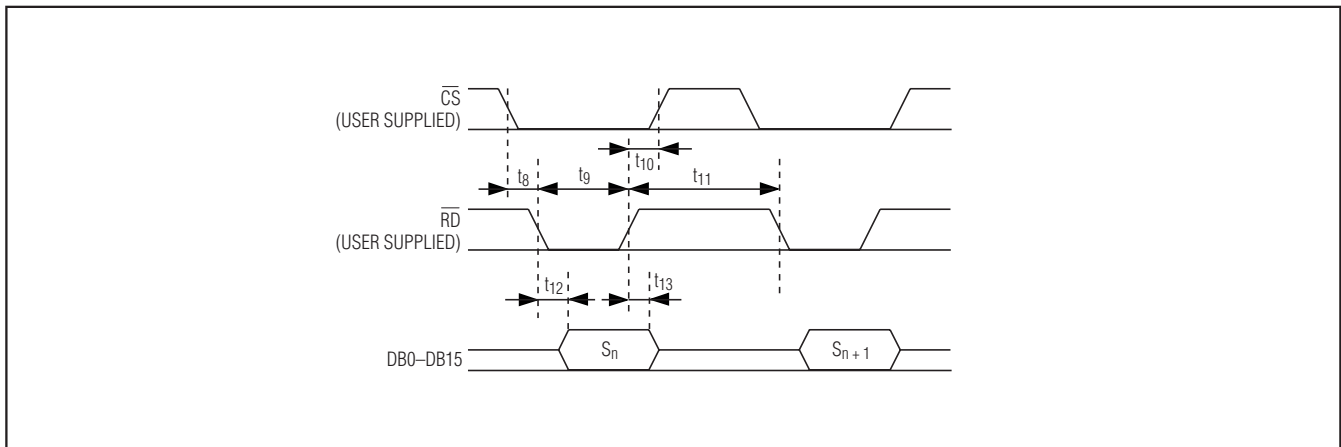 CS
(USER SUPPLIED)
t10
t8
t9
t11
RD
(USER SUPPLIED)
t12
t13
DB0–DB15
Sn
Sn + 1